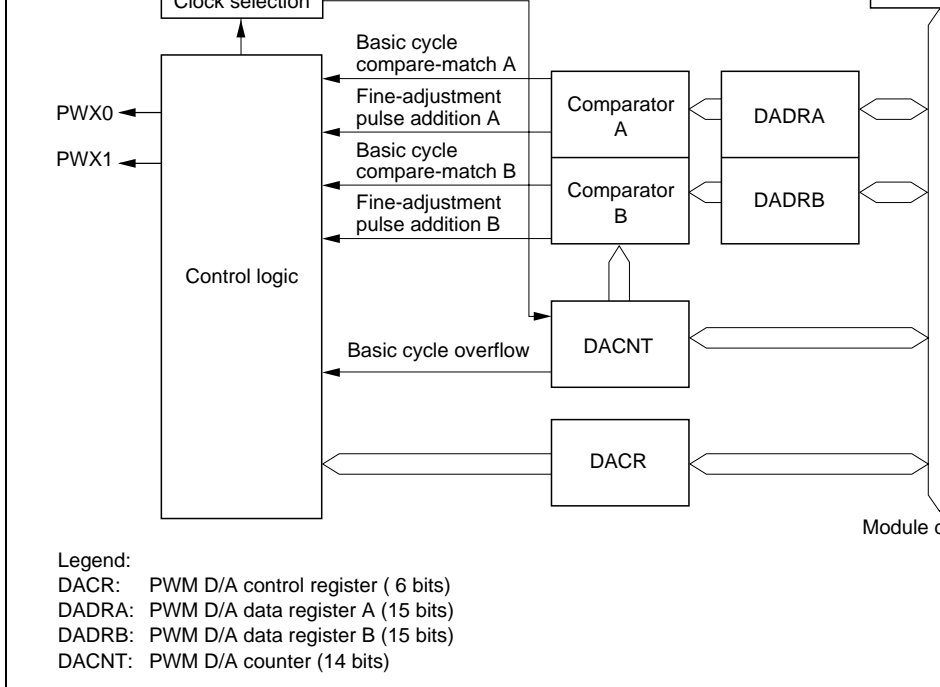 Clock selection
Basic cycle
compare-match A
Fine-adjustment
pulse addition A
Basic cycle
compare-match B
Fine-adjustment
pulse addition B
PWX0
PWX1
Control logic
Comparator
A
DADRA
Comparator
B
DADRB
DACNT
Basic cycle overflow
DACR
Module
Legend:
DACR: PWM D/A control register ( 6 bits)
DADRA: PWM D/A data register A (15 bits)
DADRB: PWM D/A data register B (15 bits)
DACNT: PWM D/A counter (14 bits)